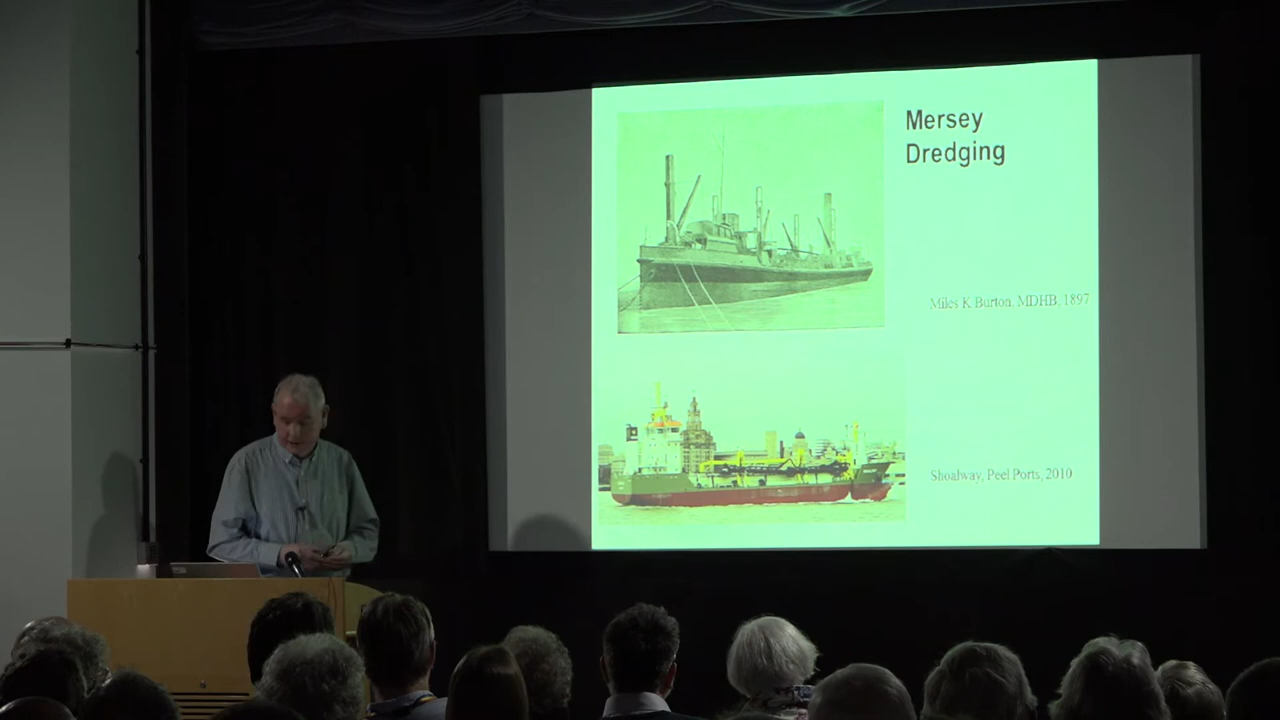 Mersey
Dredging
Miles K Burton. MDHB, 1897
Shoalway, Peel Ports, 2010